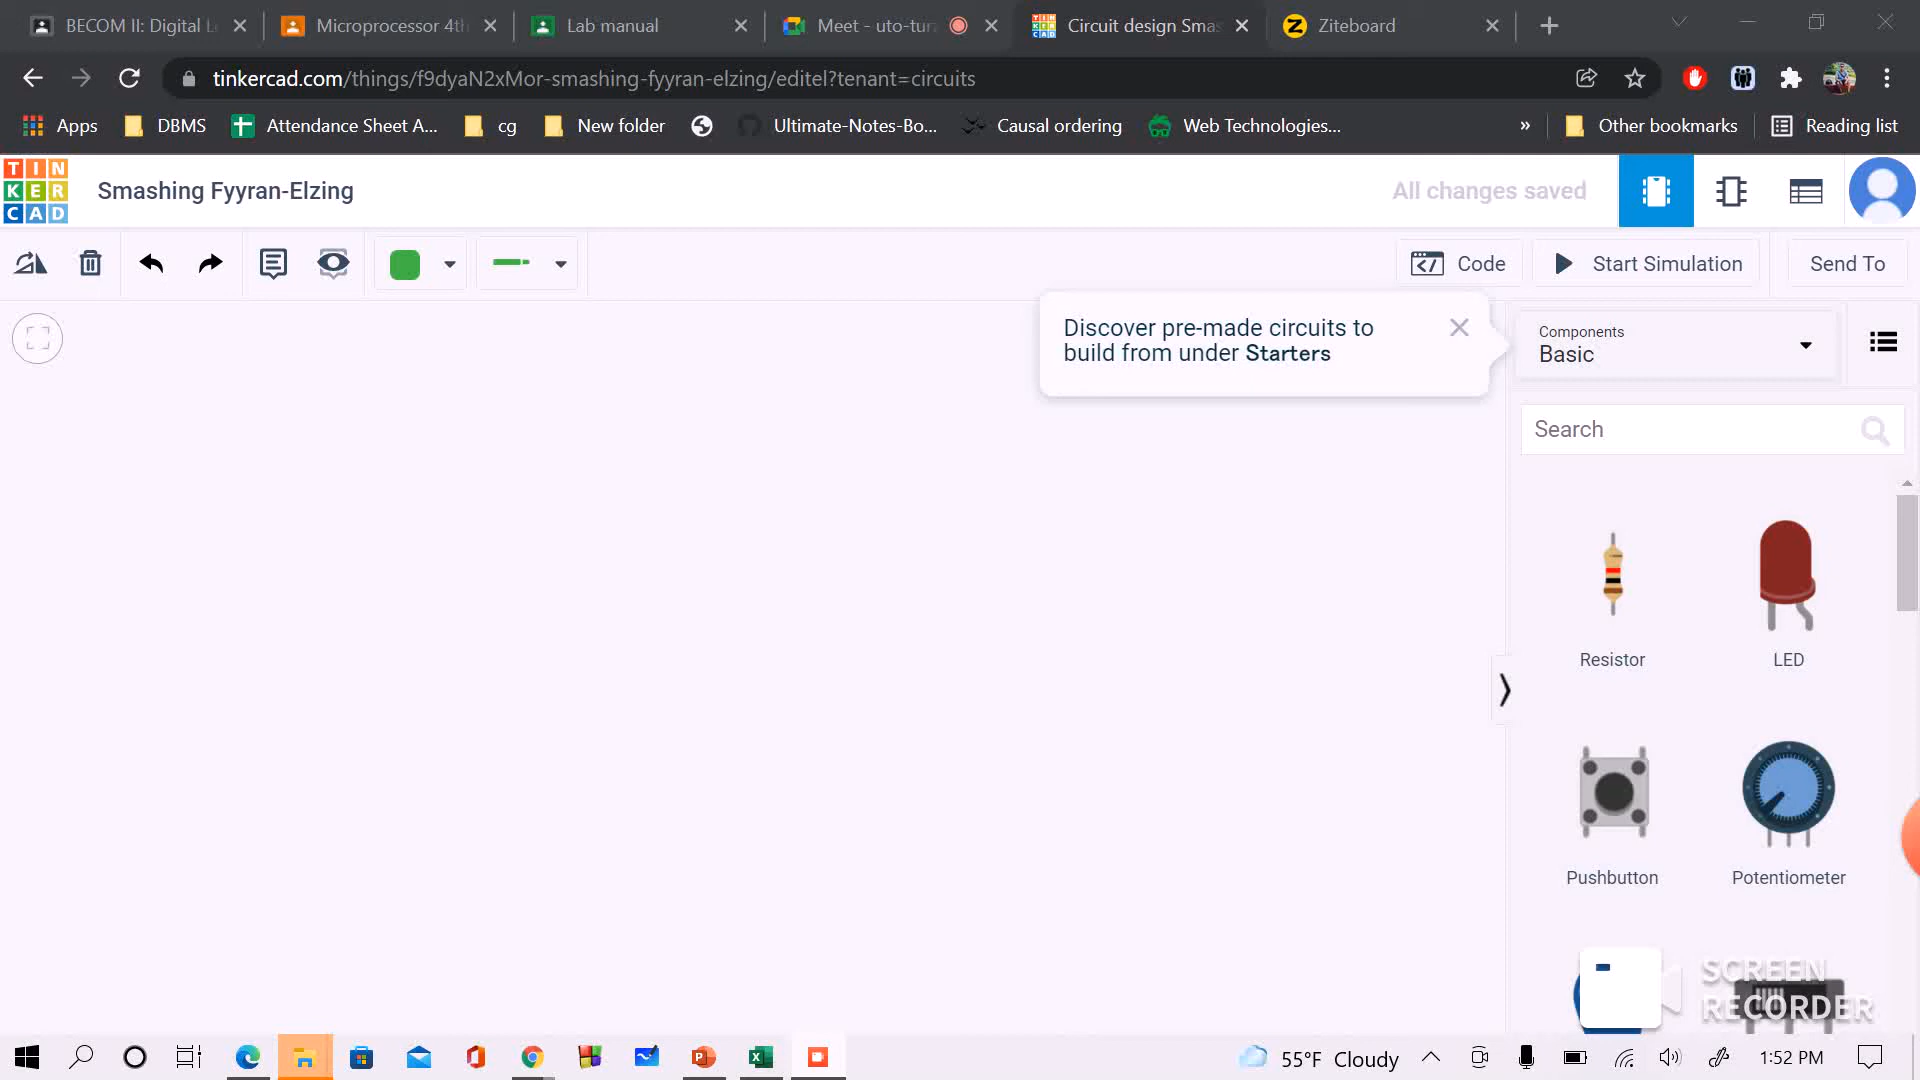 BECOM II: Digital L
Microprocessor 4th
Lab manual
Meet - uto-tur
Circuit design Smas
Ziteboard
tinkercad.com/things/f9dyaN2xMor-smashing-fyyran-elzing/editel?tenant=circuits
Apps
DBMS
Attendance Sheet A...
cg
New folder
Ultimate-Notes-Bo...
Causal ordering
Web Technologies...
»
Other bookmarks
Reading list
TIN
KER
CAD
Smashing Fyyran-Elzing
All changes saved
Code
Start Simulation
Send To
Discover pre-made circuits to
build from under Starters
Components
Basic
Search
Resistor
LED
Pushbutton
Potentiometer
SCREEN
RECORDER
55°F Cloudy
1:52 PM